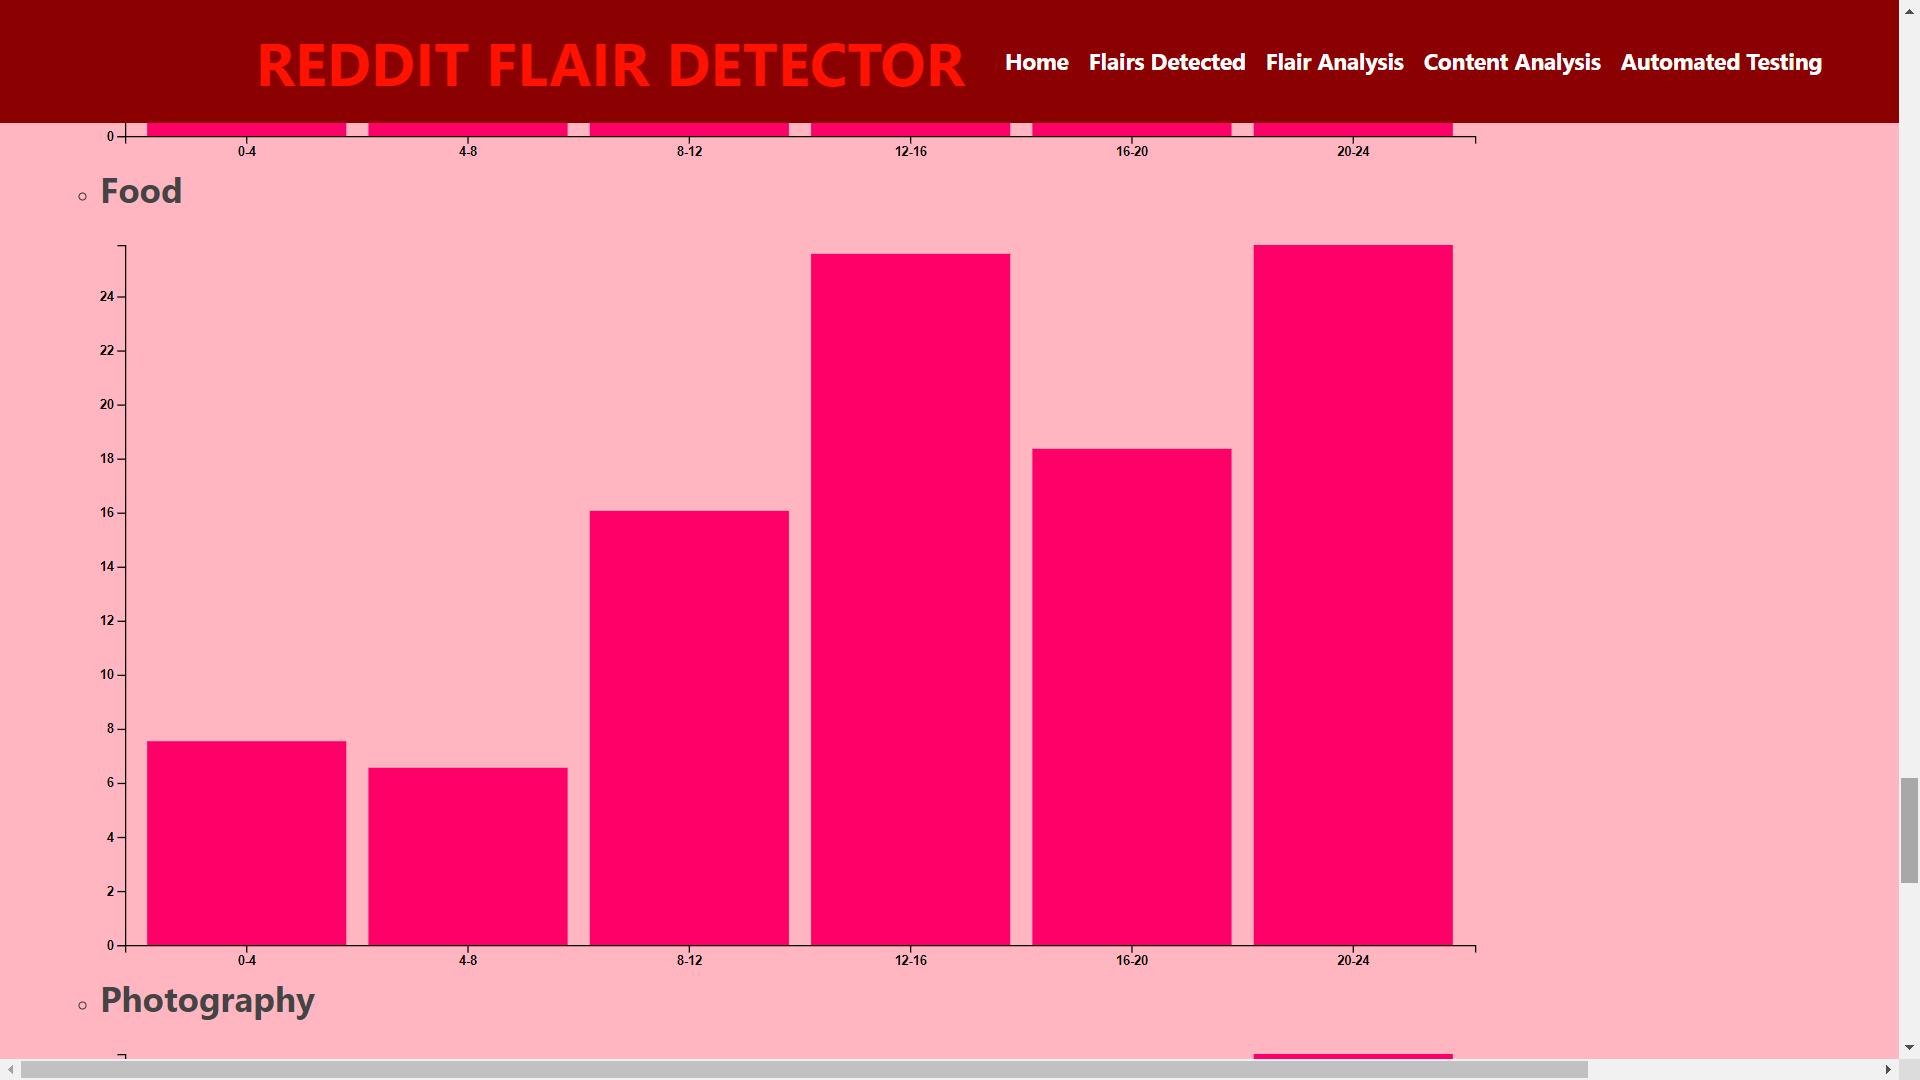 REDDIT FLAIR DETECTOR Home Flairs Detected Flair Analysis Content Analysis Automated Testing
0
0-4 4-8 8-12 12-16 16-20 20-24
Food
24
22
20
18
16
14
12
10
8
6
4
2
0
0-4 4-8 8-12 12-16 16-20 20-24
Photography